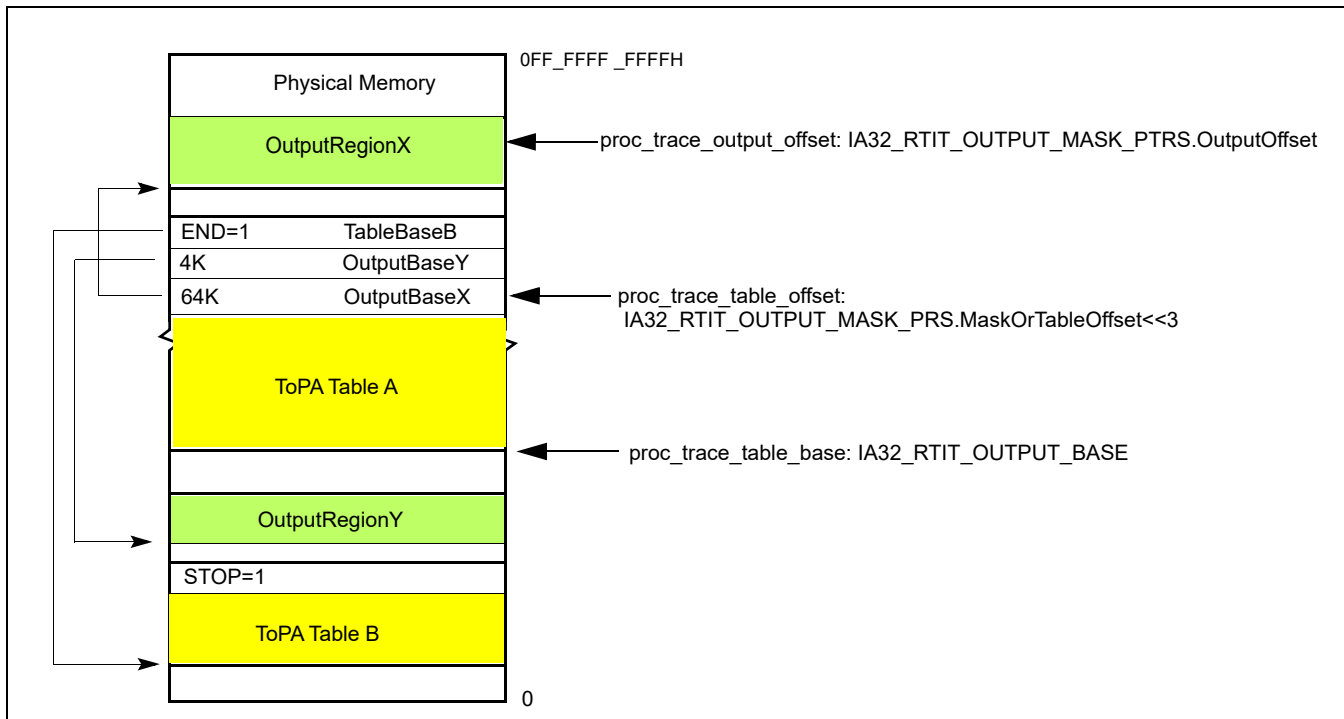 0FF_FFFF _FFFFH
Physical Memory
OutputRegionX
proc_trace_output_offset: IA32_RTIT_OUTPUT_MASK_PTRS.OutputOffset
END=1 TableBaseB
4K OutputBaseY
64K OutputBaseX
proc_trace_table_offset:
IA32_RTIT_OUTPUT_MASK_PRS.MaskOrTableOffset<<3
ToPA Table A
proc_trace_table_base: IA32_RTIT_OUTPUT_BASE
OutputRegionY
STOP=1
ToPA Table B
0